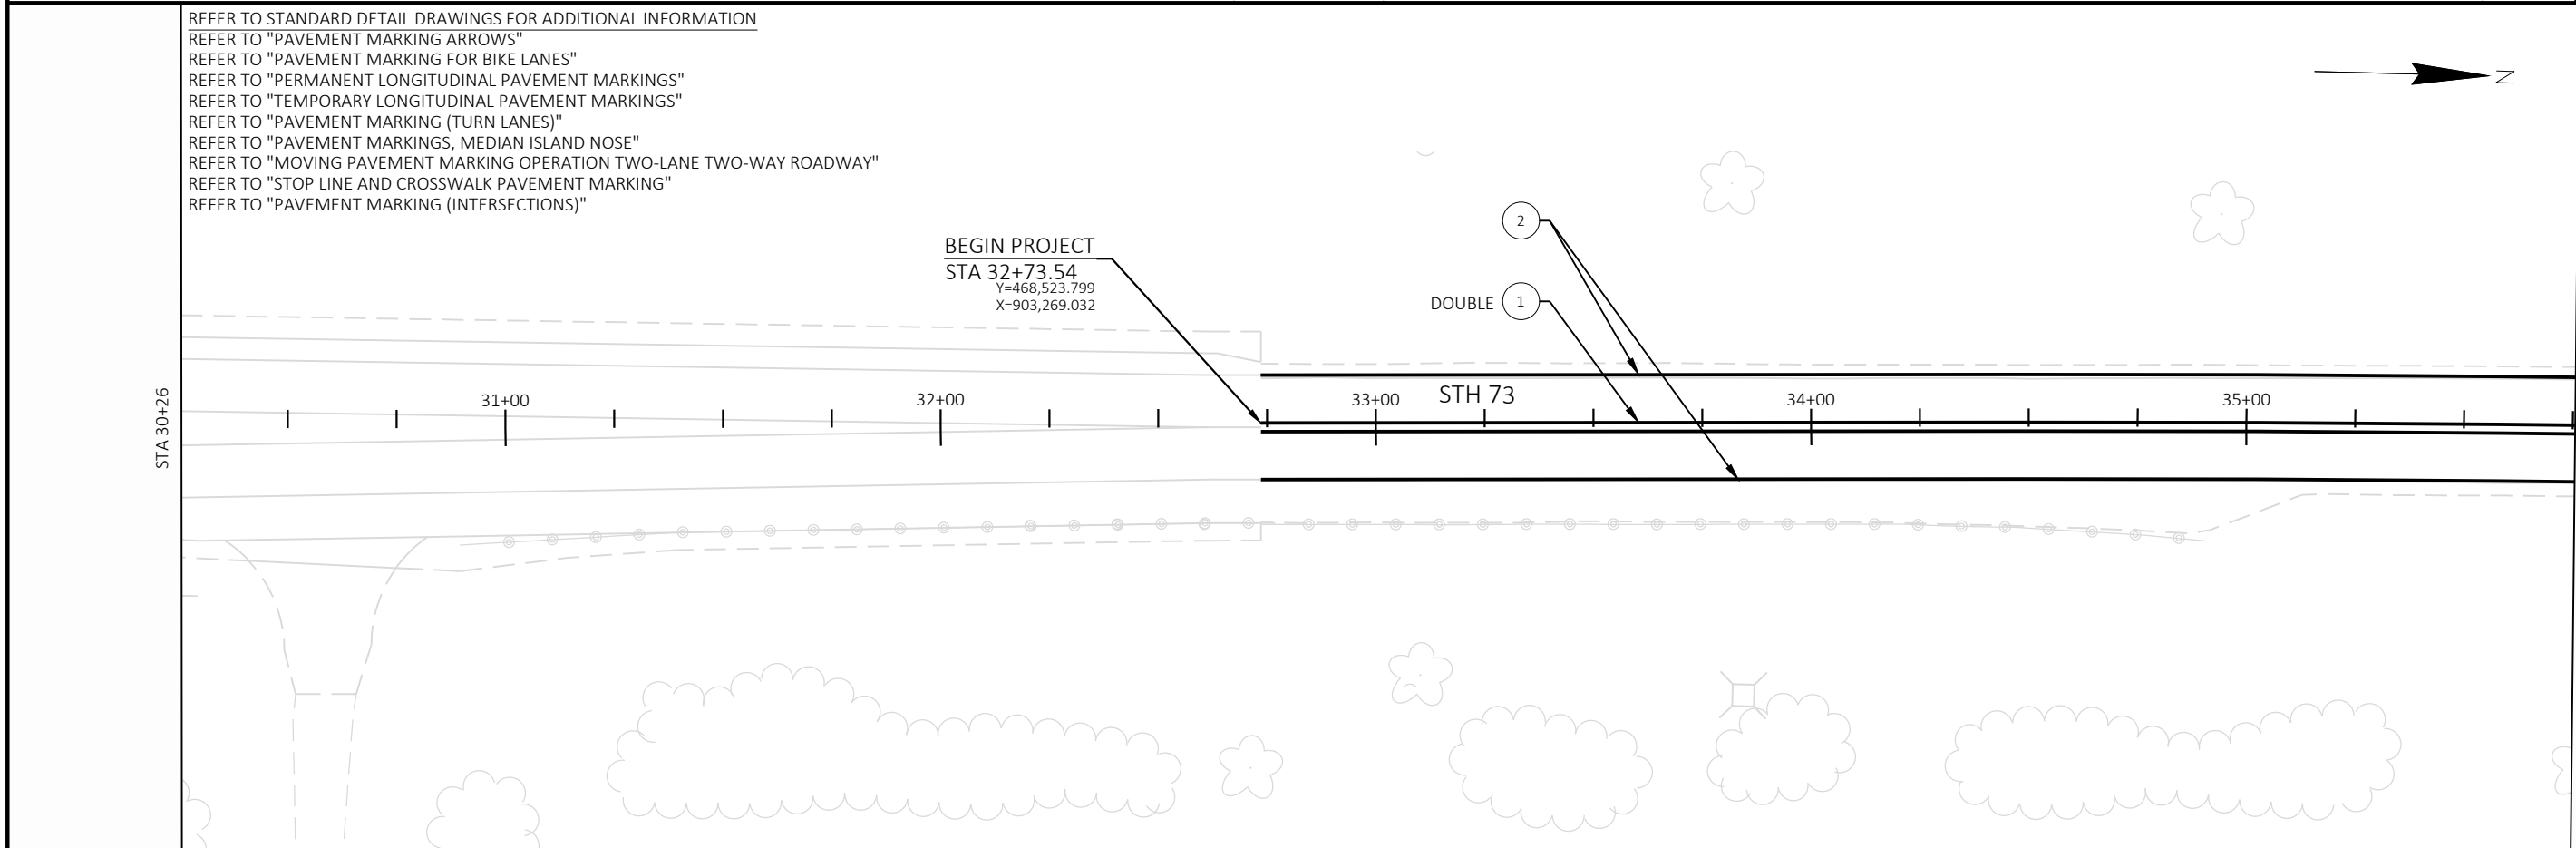 REFER TO STANDARD DETAIL DRAWINGS FOR ADDITIONAL INFORMATION
REFER TO "PAVEMENT MARKING ARROWS"
REFER TO "PAVEMENT MARKING FOR BIKE LANES"
REFER TO "PERMANENT LONGITUDINAL PAVEMENT MARKINGS"
REFER TO "TEMPORARY LONGITUDINAL PAVEMENT MARKINGS"
REFER TO "PAVEMENT MARKING (TURN LANES)"
REFER TO "PAVEMENT MARKINGS, MEDIAN ISLAND NOSE"
REFER TO "MOVING PAVEMENT MARKING OPERATION TWO-LANE TWO-WAY ROADWAY"
REFER TO "STOP LINE AND CROSSWALK PAVEMENT MARKING"
REFER TO "PAVEMENT MARKING (INTERSECTIONS)"
N
2
BEGIN PROJECT
STA 32+73.54
Y=468,523.799
X=903,269.032
DOUBLE 1
STH 73
31+00
32+00
33+00
34+00
35+00
STA 30+26